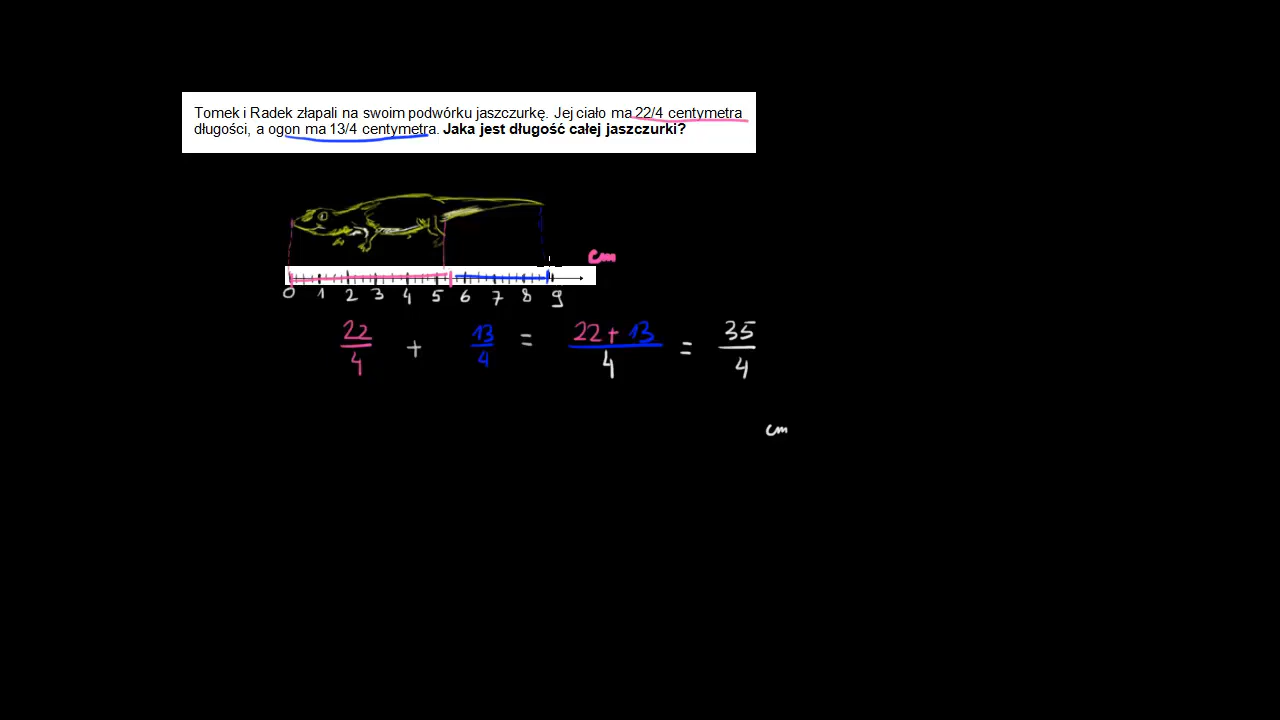 Tomek i Radek złapali na swoim podwórku jaszczurkę. Jej ciało ma 22/4 centymetra
długości, a ogon ma 13/4 centymetra. Jaka jest długość całej jaszczurki?
cm
0 1 2 3 4 5 6 7 8 9
22/4 + 13/4 = 22+13/4 = 35/4
cm